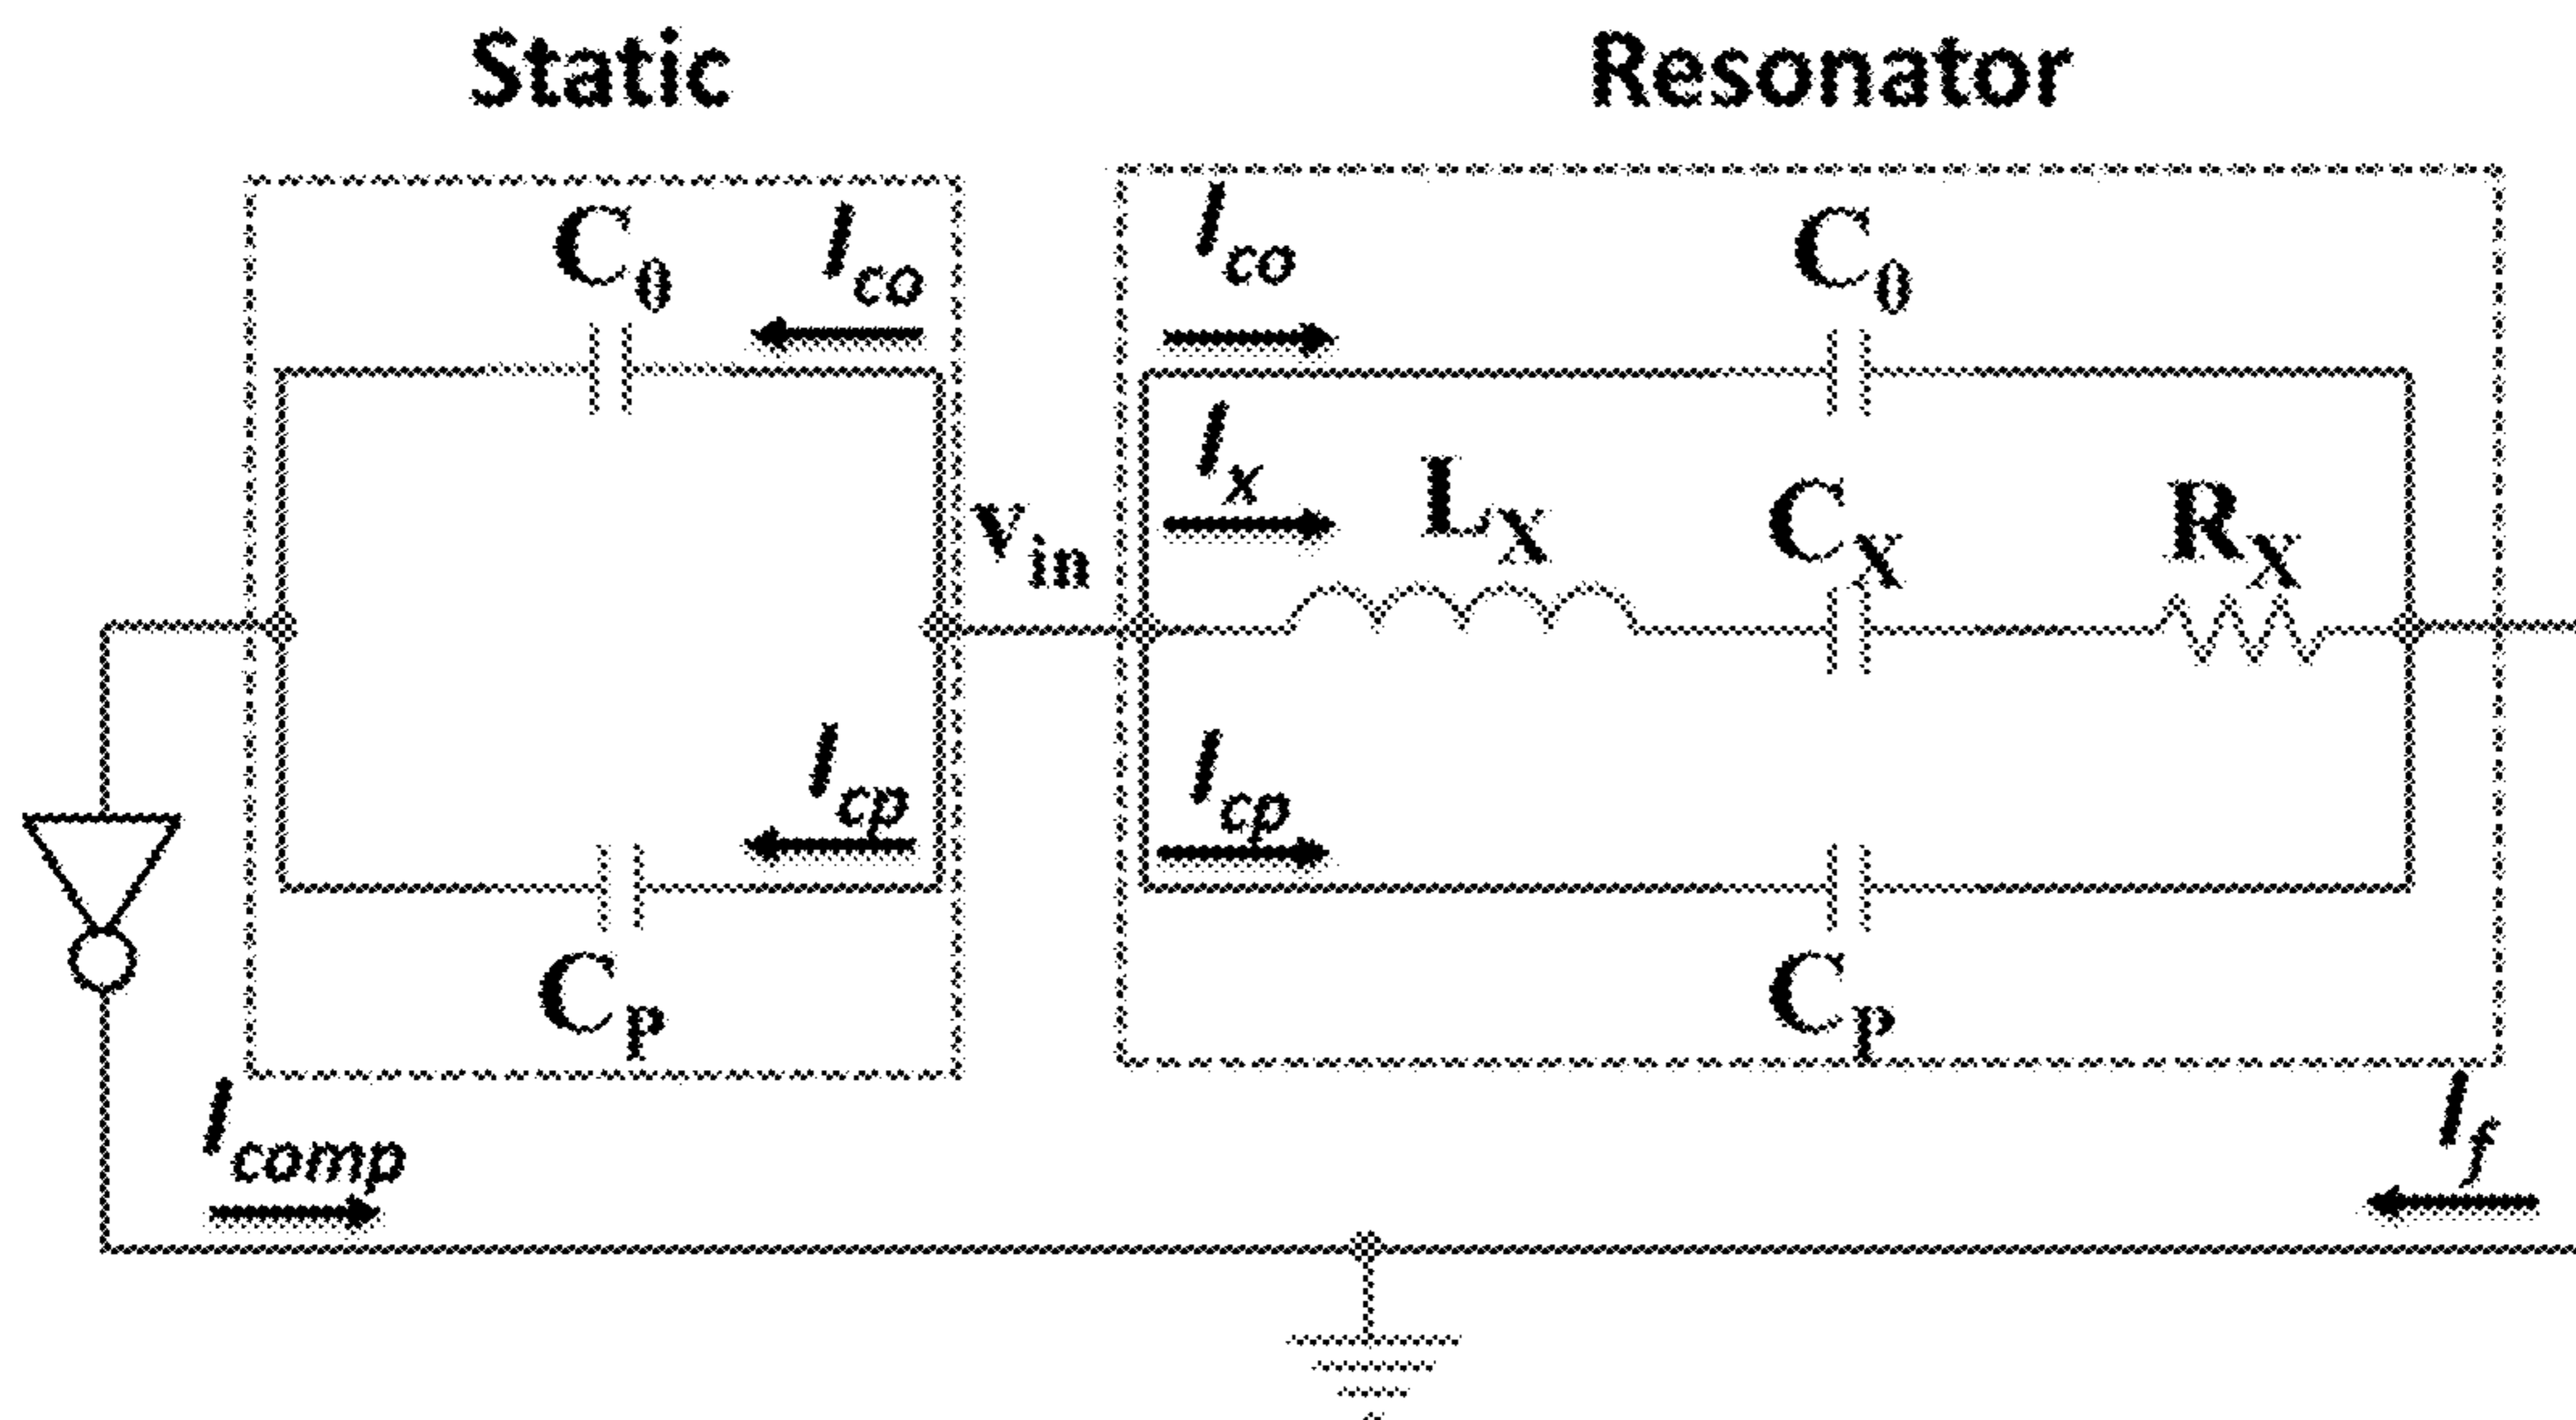 Static
Resonator
C0
Ico
Ico
C0
Ix
LX
CX
RX
vin
Icp
Icp
CP
CP
Icomp
If